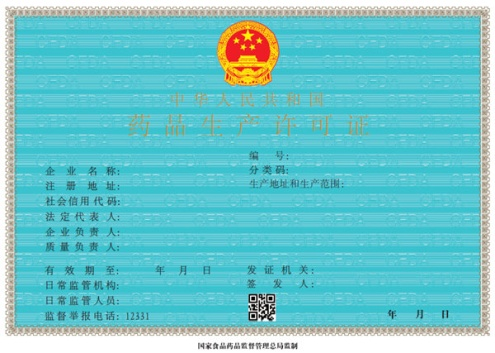 中华人民共和国
药品生产许可证
编 号:
企 业 名 称:
分 类 码:
注 册 地 址:
生产地址和生产范围:
社会信用代码:
法定代表人:
企业负责人:
质量负责人:
有 效 期 至: 年 月 日 发 证 机 关:
日常监管机构: 签 发 人:
日常监管人员:
监督举报电话: 12331 年 月 日
国家食品药品监督管理总局监制